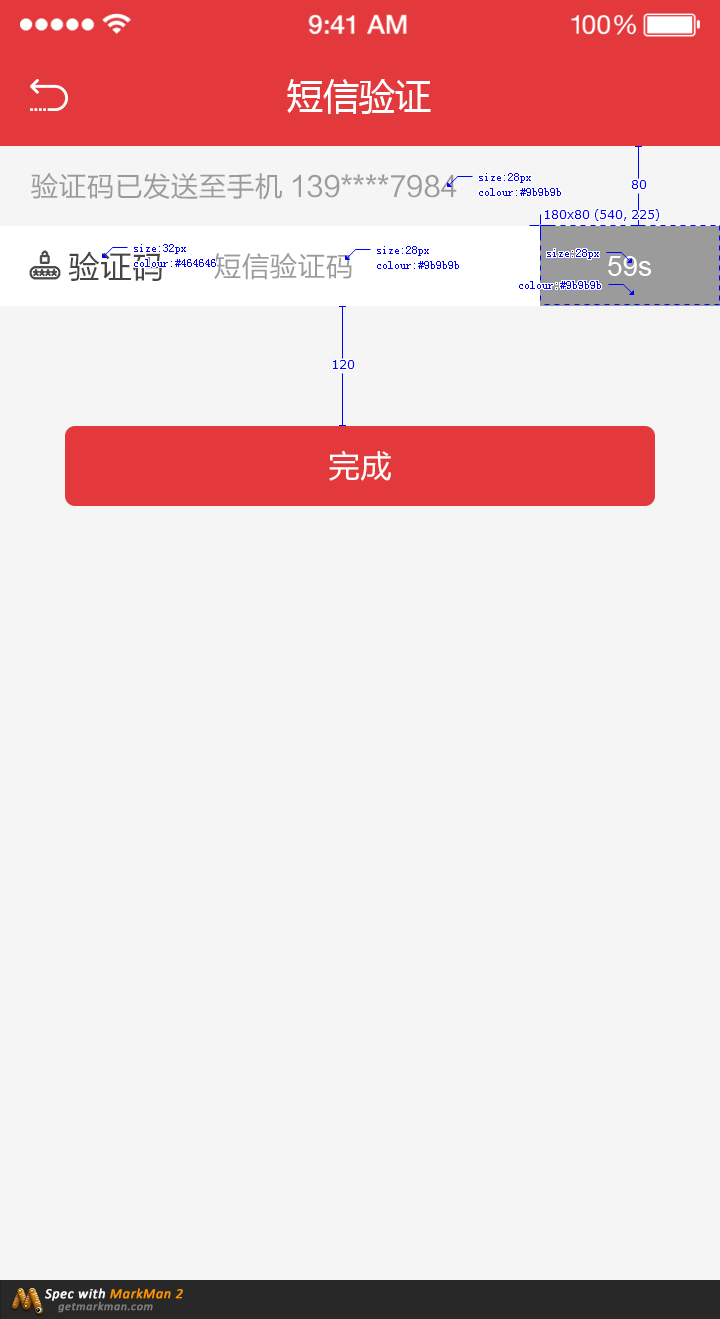 9:41 AM 100%
短信验证
验证码已发送至手机 139****7984
size:28px
colour:#9b9b9b
80
180x80 (540, 225)
验证码
size:32px
colour:#464646
短信验证码
size:28px
colour:#9b9b9b
size:28px
59s
colour:#9b9b9b
120
完成
Spec with MarkMan 2
getmarkman.com